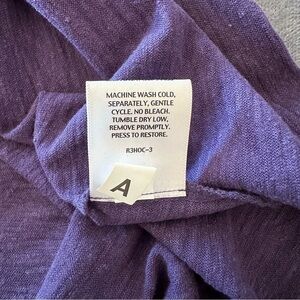 MACHINE WASH COLD,
SEPARATELY, GENTLE
CYCLE. NO BLEACH.
TUMBLE DRY LOW,
REMOVE PROMPTLY.
PRESS TO RESTORE.
R3HOC-3
A